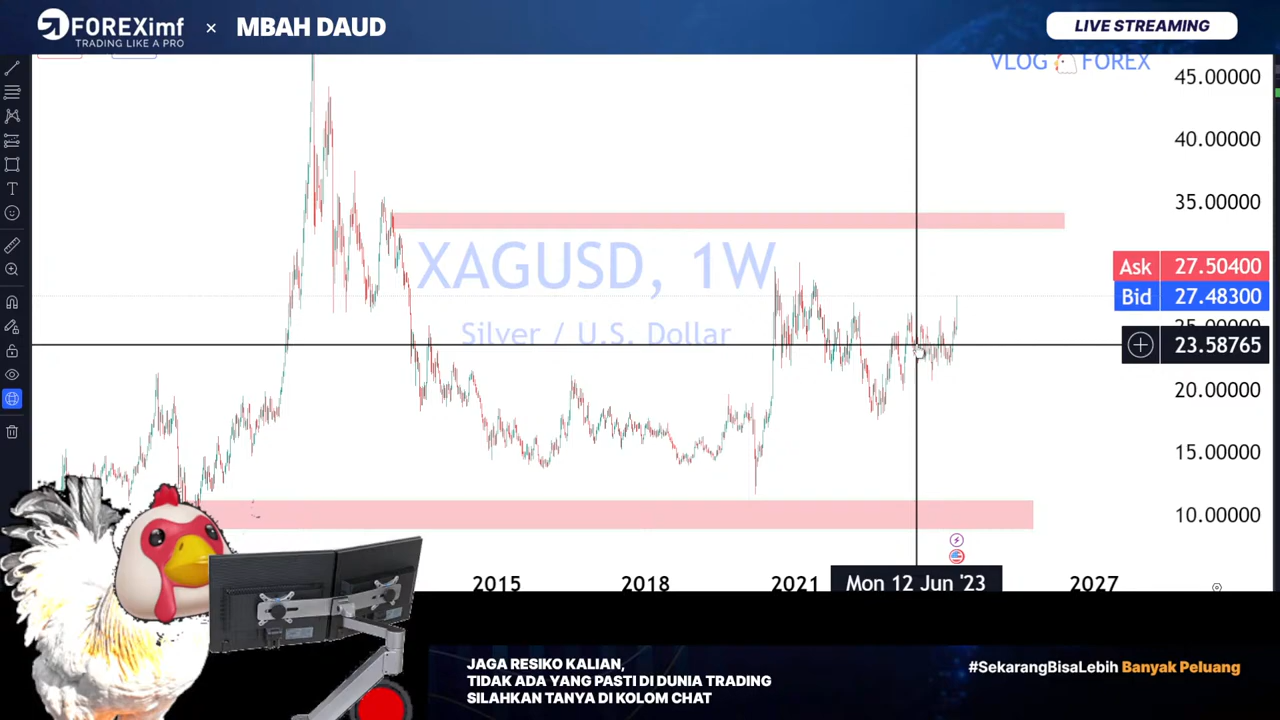 FOREXimf
TRADING LIKE A PRO
×
MBAH DAUD
LIVE STREAMING
VLOG FOREX
45.00000
40.00000
35.00000
XAGUSD, 1W
Silver / U.S. Dollar
Ask 27.50400
Bid 27.48300
25.00000
23.58765
20.00000
15.00000
10.00000
2015
2018
2021
Mon 12 Jun '23
2027
JAGA RESIKO KALIAN,
TIDAK ADA YANG PASTI DI DUNIA TRADING
SILAHKAN TANYA DI KOLOM CHAT
#SekarangBisaLebih Banyak Peluang